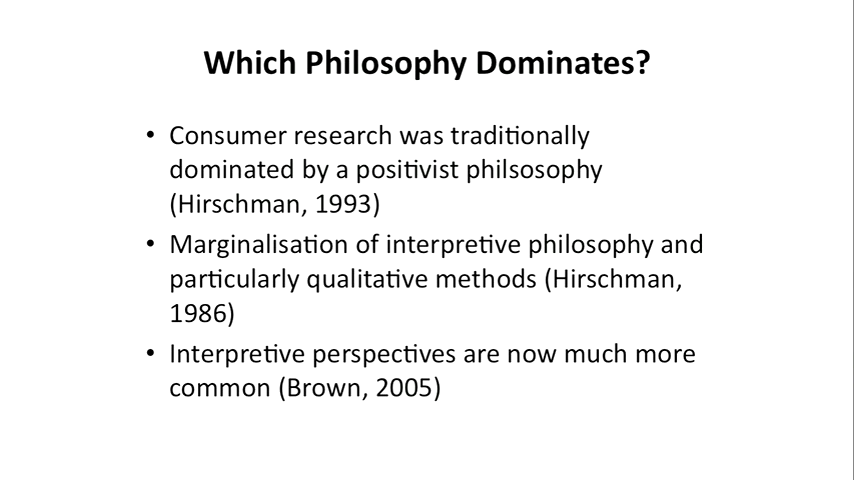 Which Philosophy Dominates?
• Consumer research was traditionally
dominated by a positivist philsosophy
(Hirschman, 1993)
• Marginalisation of interpretive philosophy and
particularly qualitative methods (Hirschman,
1986)
• Interpretive perspectives are now much more
common (Brown, 2005)